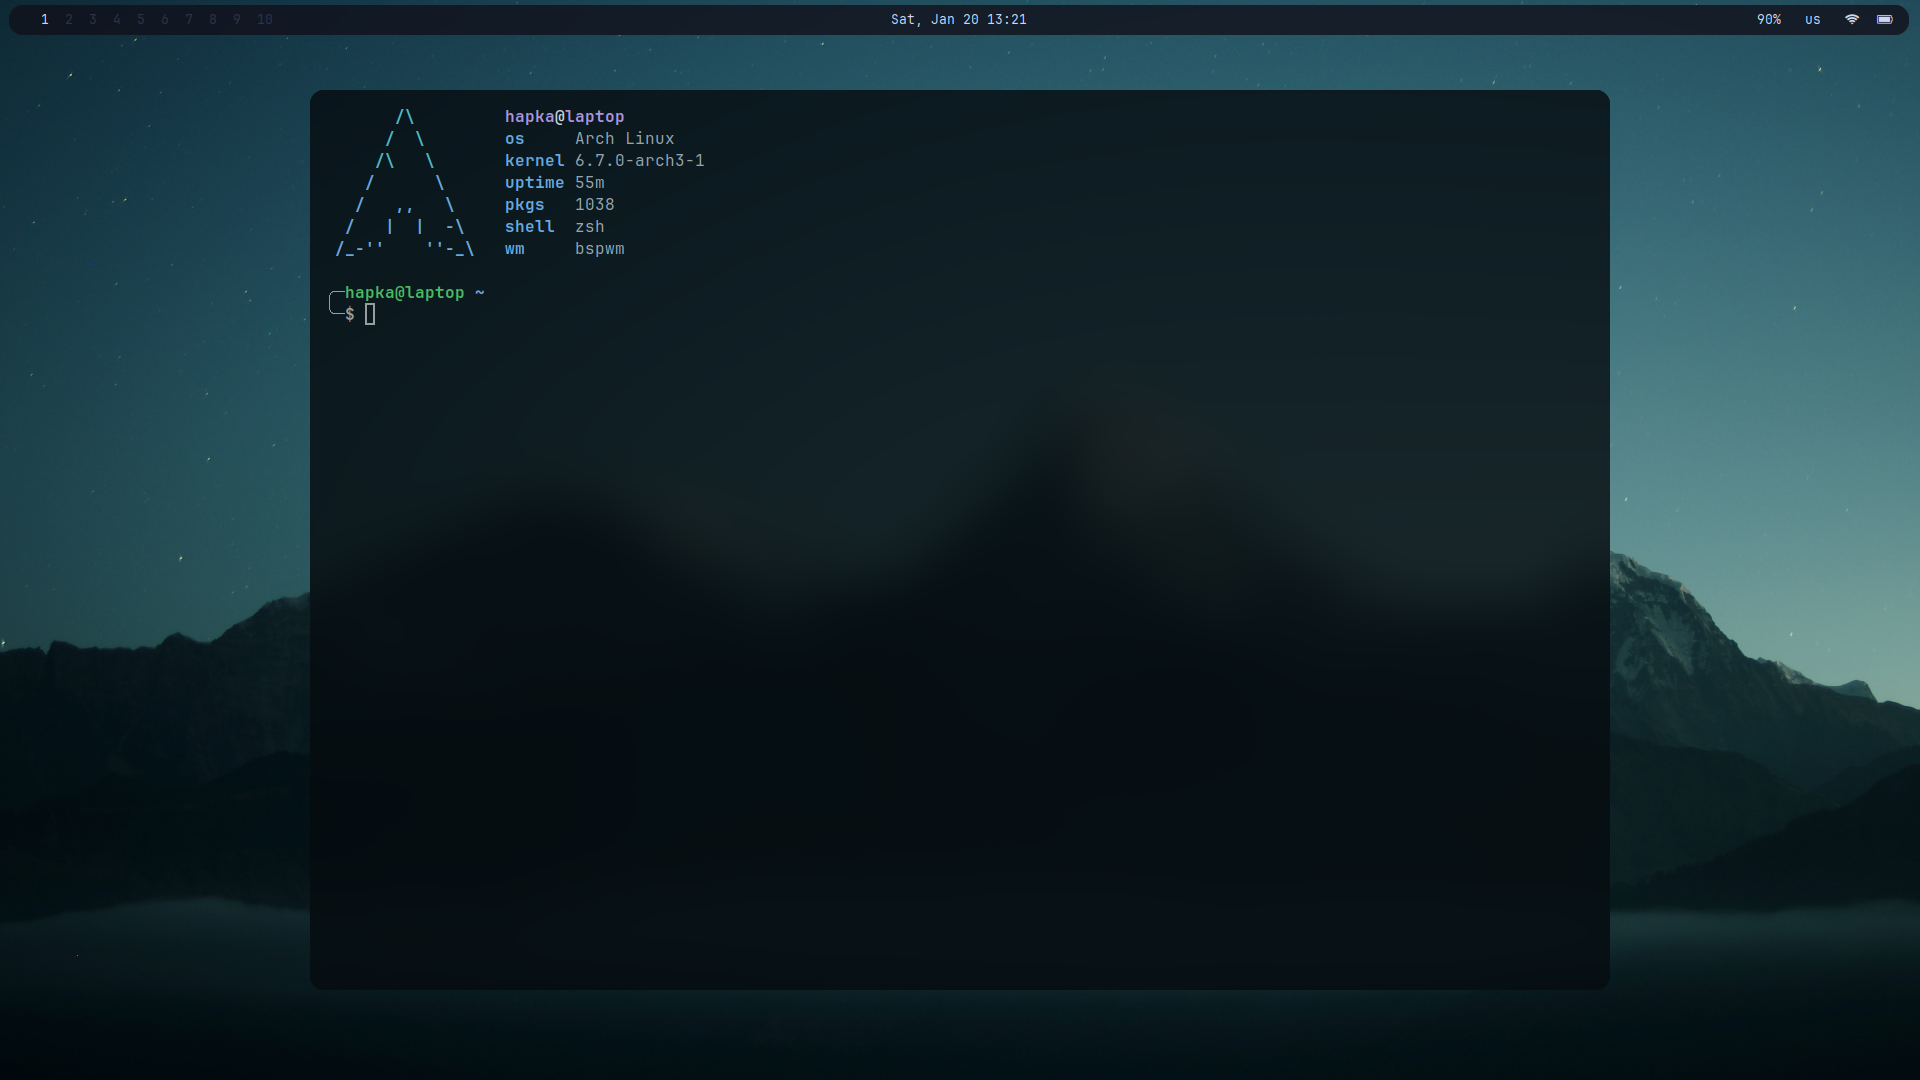 1 2 3 4 5 6 7 8 9 10 Sat, Jan 20 13:21 90% us
       /\         hapka@laptop
      /  \        os     Arch Linux
     /\   \       kernel 6.7.0-arch3-1
    /      \      uptime 55m
   /   ,,   \     pkgs   1038
  /   |  |  -\    shell  zsh
 /_-''    ''-_\   wm     bspwm
╭─hapka@laptop ~
╰─$